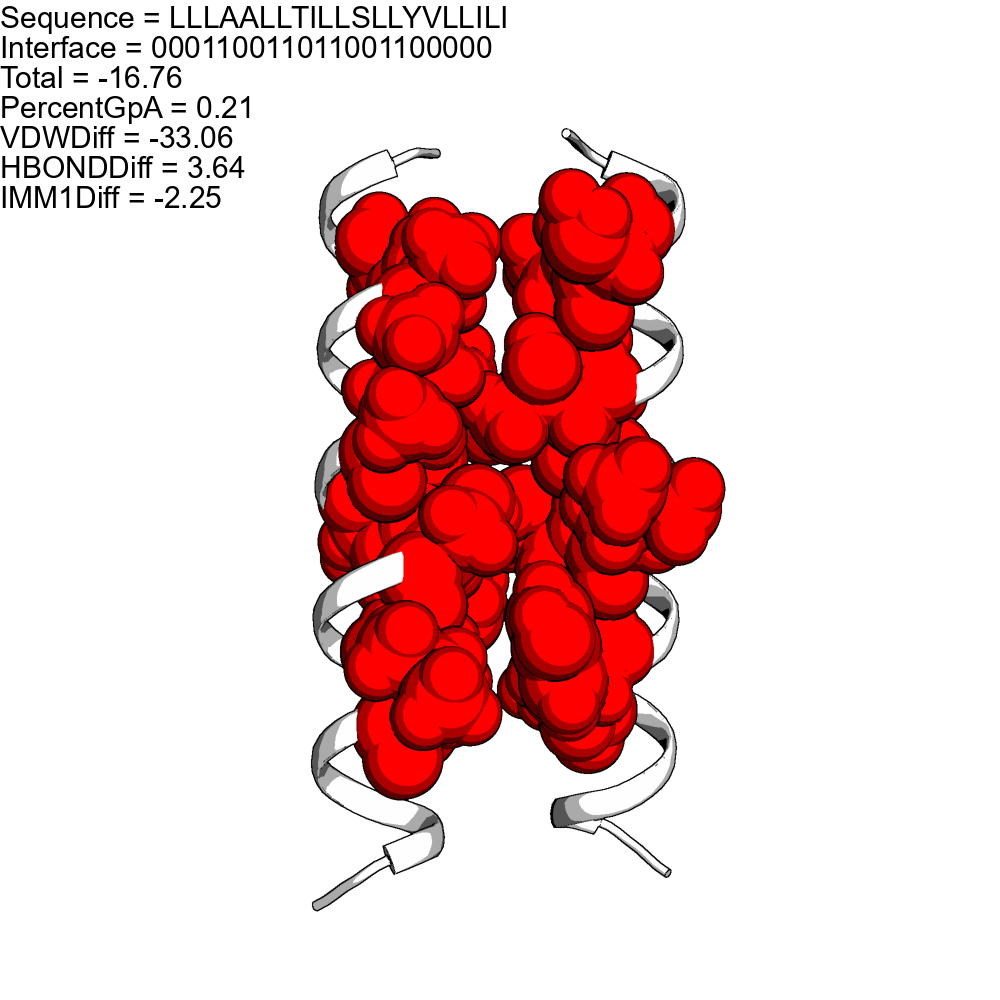 Sequence = LLLAALLTILLSLLYVLLILI
Interface = 000110011011001100000
Total = -16.76
PercentGpA = 0.21
VDWDiff = -33.06
HBONDDiff = 3.64
IMM1Diff = -2.25